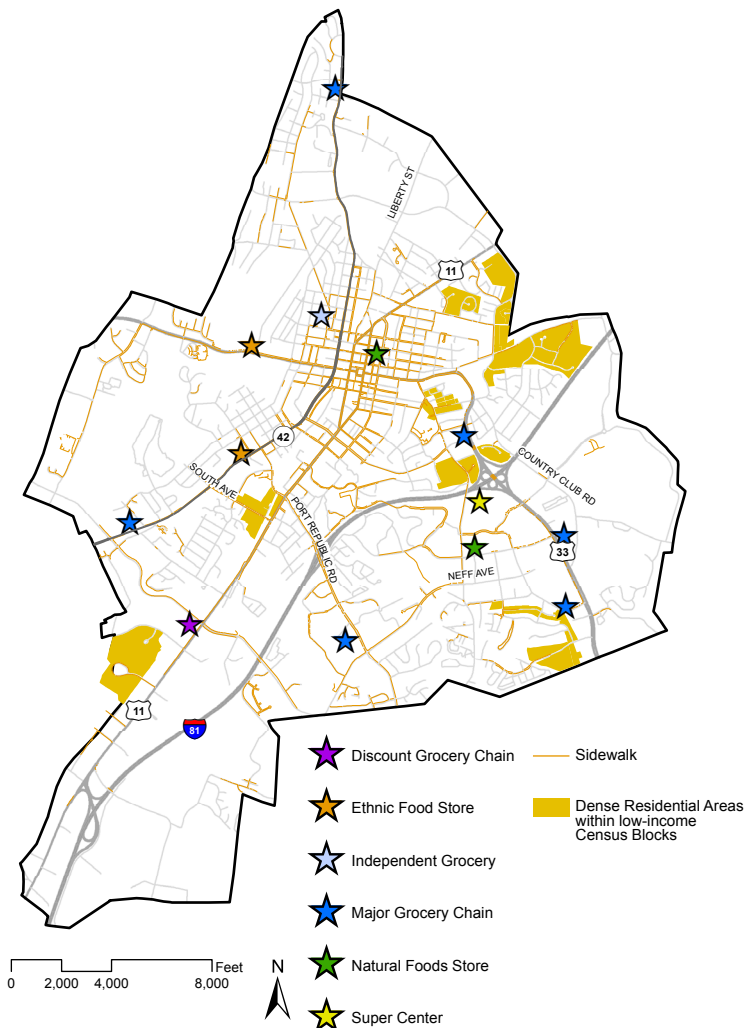 LIBERTY ST
11
42
SOUTH AVE
PORT REPUBLIC RD
COUNTRY CLUB RD
33
NEFF AVE
11
81
Discount Grocery Chain
Ethnic Food Store
Independent Grocery
Major Grocery Chain
Natural Foods Store
Super Center
Sidewalk
Dense Residential Areas
within low-income
Census Blocks
0 2,000 4,000 8,000
Feet
N